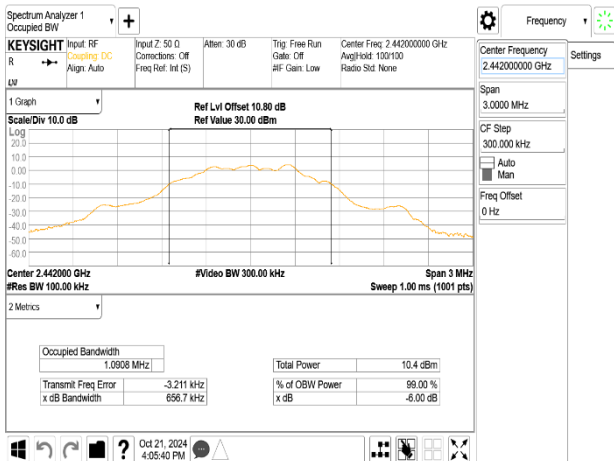 Spectrum Analyzer 1
Occupied BW
Frequency
KEYSIGHT
R
Input: RF
Coupling: DC
Align: Auto
Input Z: 50 Ω
Corrections: Off
Freq Ref: Int (S)
Atten: 30 dB
Trig: Free Run
Gate: Off
#IF Gain: Low
Center Freq: 2.442000000 GHz
Avg|Hold: 100/100
Radio Std: None
Center Frequency
2.442000000 GHz
Settings
Span
3.0000 MHz
CF Step
300.000 kHz
Auto
Man
Freq Offset
0 Hz
1 Graph
Scale/Div 10.0 dB
Ref Lvl Offset 10.80 dB
Ref Value 30.00 dBm
Log
20.0
10.0
0.00
-10.0
-20.0
-30.0
-40.0
-50.0
-60.0
Center 2.442000 GHz
#Video BW 300.00 kHz
Span 3 MHz
#Res BW 100.00 kHz
Sweep 1.00 ms (1001 pts)
2 Metrics
Occupied Bandwidth
1.0908 MHz
Total Power 10.4 dBm
Transmit Freq Error -3.211 kHz
% of OBW Power 99.00 %
x dB Bandwidth 656.7 kHz
x dB -6.00 dB
?
Oct 21, 2024
4:05:40 PM